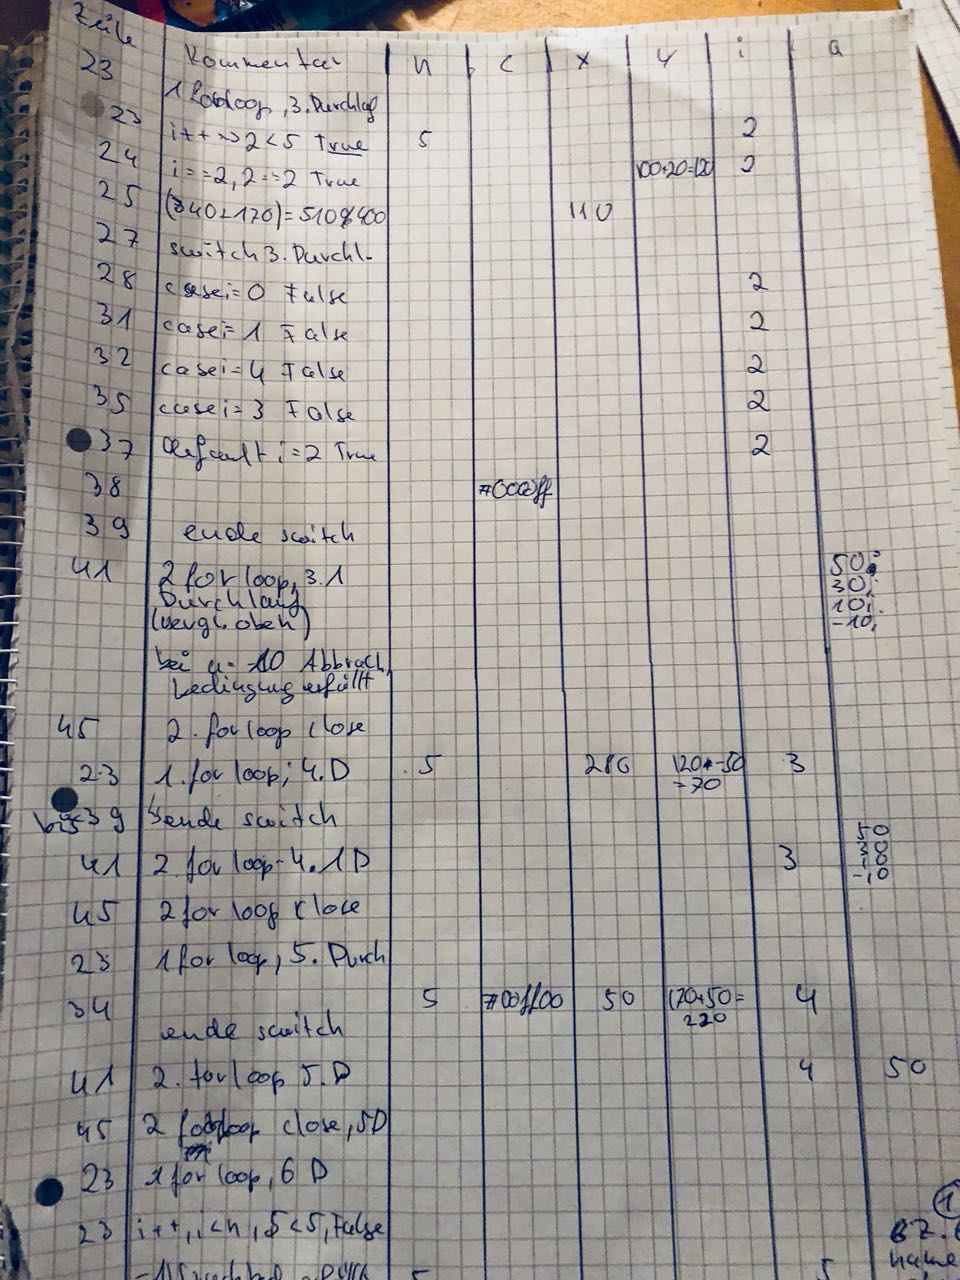 Zeile Kommentar n c x y i a
23 1 Forloop, 3. Durchlauf
23 i++ => 2<5 True 5 2
24 i==2, 2==2 True 100+20=120 2
25 (340+170)=510%400 110
27 switch 3. Durchl.
28 case i=0 False 2
31 case i=1 False 2
32 case i=4 False 2
35 case i=3 False 2
37 default i=2 True 2
38 #0000ff
39 ende switch
41 2 for loop, 3.1 50;
Durchlauf 30;
(vergl. oben) 10;
-10;
bei a=-10 Abbruch
bedingung erfüllt
45 2. for loop close
23 1. for loop; 4. D 5 280 120+-50 3
=70
bis 39 ende switch
50
41 2 for loop - 4.1 D 3 30
10
-10
45 2 for loop close
23 1 for loop, 5. Durch
34 5 #00ff00 50 170+50= 4
ende switch 220
41 2. for loop 5. D 4 50
45 2 forloop close, 5D
23 1 for loop, 6 D
1
23 i++, i<n, 5<5, False